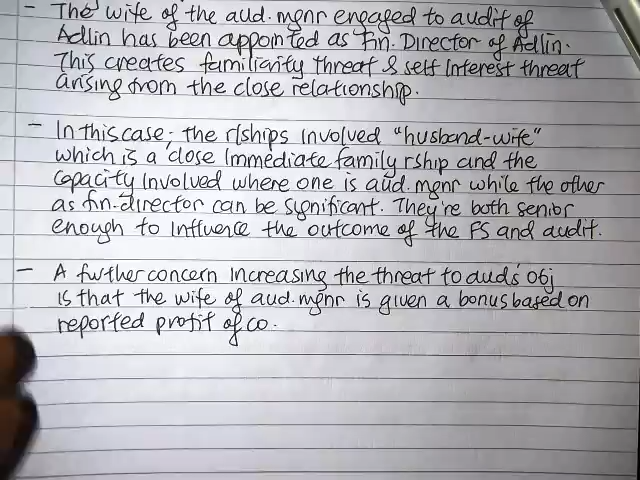 - The wife of the aud. mgnr engaged to audit of
Adlin has been appointed as Fin. Director of Adlin.
This creates familiarity threat & self interest threat
arising from the close relationship.
- In this case, the r/ships involved "husband-wife"
which is a close immediate family rship and the
capacity involved where one is aud. mgnr while the other
as fin. director can be significant. They're both senior
enough to influence the outcome of the FS and audit.
- A further concern increasing the threat to aud's obj
is that the wife of aud. mgnr is given a bonus based on
reported profit of co.